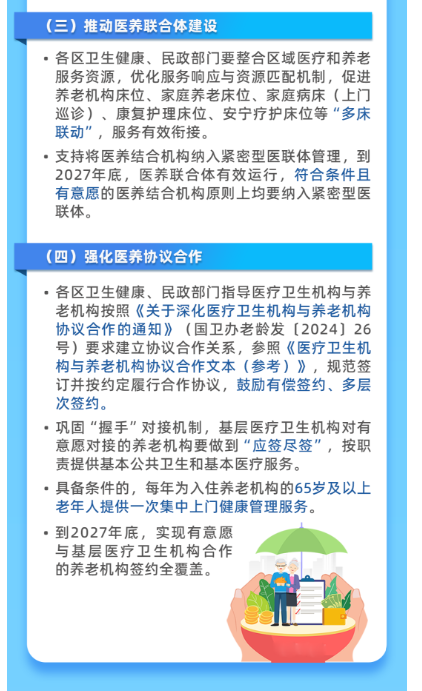 （三）推动医养联合体建设
• 各区卫生健康、民政部门要整合区域医疗和养老
服务资源，优化服务响应与资源匹配机制，促进
养老机构床位、家庭养老床位、家庭病床（上门
巡诊）、康复护理床位、安宁疗护床位等“多床
联动”，服务有效衔接。
• 支持将医养结合机构纳入紧密型医联体管理，到
2027年底，医养联合体有效运行，符合条件且
有意愿的医养结合机构原则上均要纳入紧密型医
联体。
（四）强化医养协议合作
• 各区卫生健康、民政部门指导医疗卫生机构与养
老机构按照《关于深化医疗卫生机构与养老机构
协议合作的通知》（国卫办老龄发〔2024〕26
号）要求建立协议合作关系，参照《医疗卫生机
构与养老机构协议合作文本（参考）》，规范签
订并按约定履行合作协议，鼓励有偿签约、多层
次签约。
• 巩固“握手”对接机制，基层医疗卫生机构对有
意愿对接的养老机构要做到“应签尽签”，按职
责提供基本公共卫生和基本医疗服务。
• 具备条件的，每年为入住养老机构的65岁及以上
老年人提供一次集中上门健康管理服务。
• 到2027年底，实现有意愿
与基层医疗卫生机构合作
的养老机构签约全覆盖。